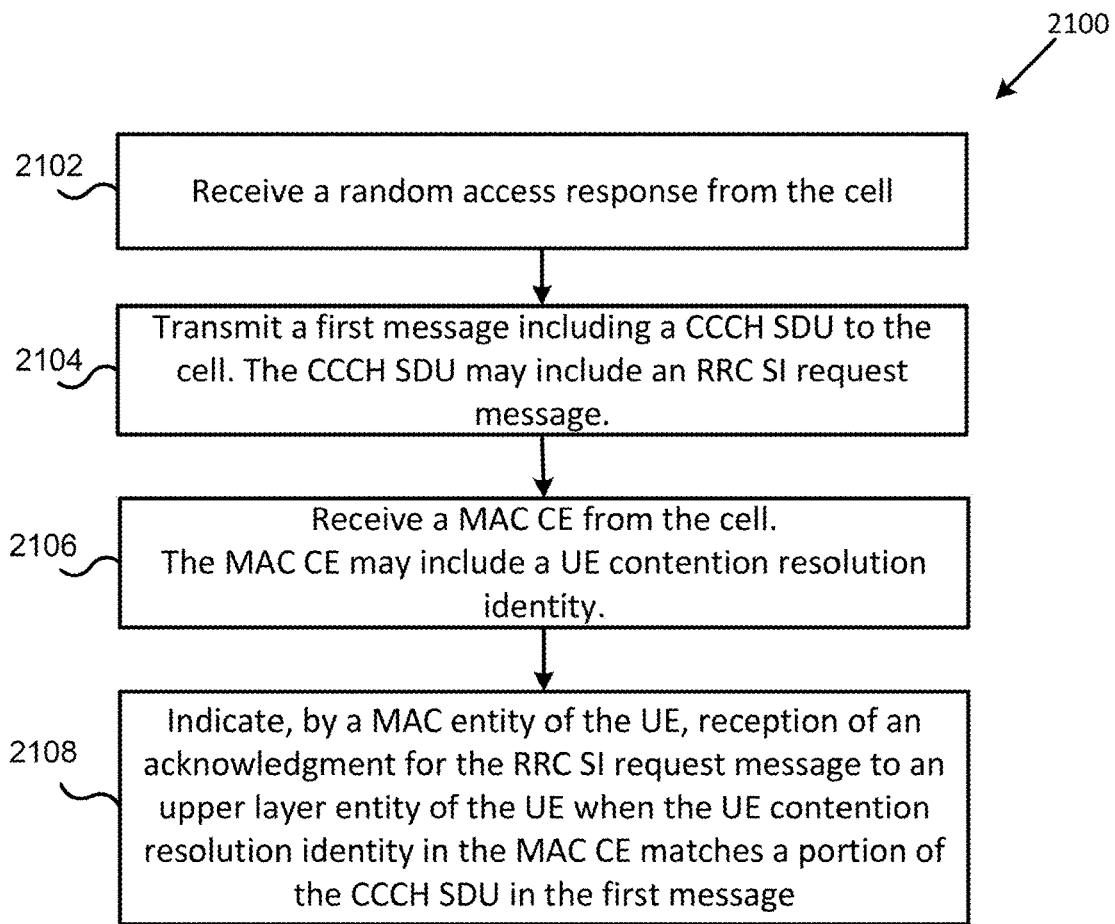 2100
2102
Receive a random access response from the cell
2104
Transmit a first message including a CCCH SDU to the
cell. The CCCH SDU may include an RRC SI request
message.
2106
Receive a MAC CE from the cell.
The MAC CE may include a UE contention resolution
identity.
2108
Indicate, by a MAC entity of the UE, reception of an
acknowledgment for the RRC SI request message to an
upper layer entity of the UE when the UE contention
resolution identity in the MAC CE matches a portion of
the CCCH SDU in the first message